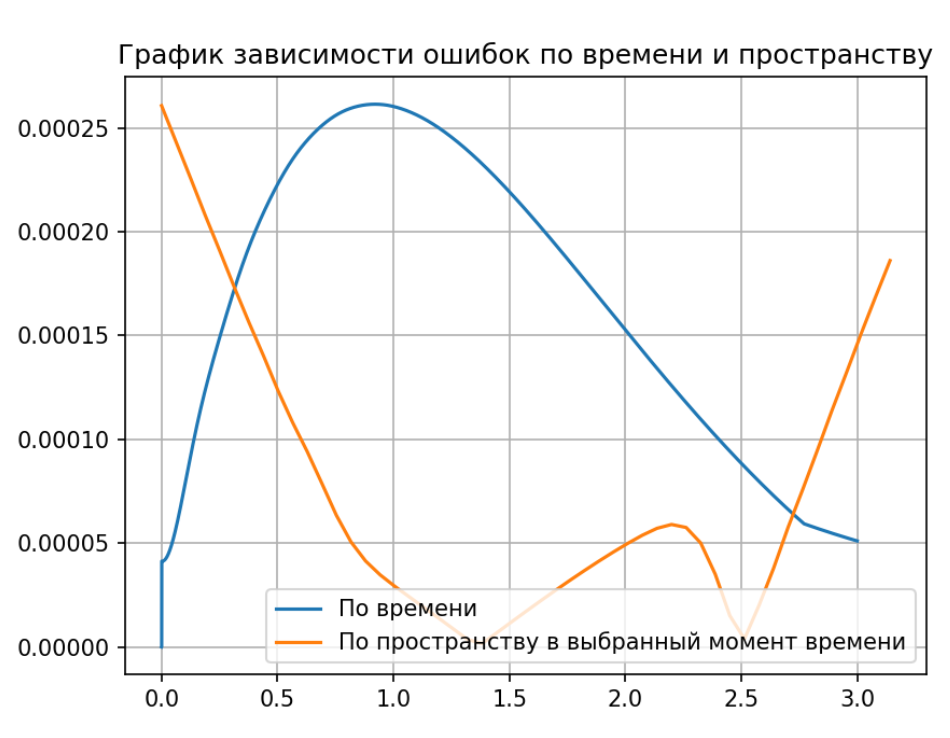 График зависимости ошибок по времени и пространству
0.00025
0.00020
0.00015
0.00010
0.00005
0.00000
По времени
По пространству в выбранный момент времени
0.0 0.5 1.0 1.5 2.0 2.5 3.0